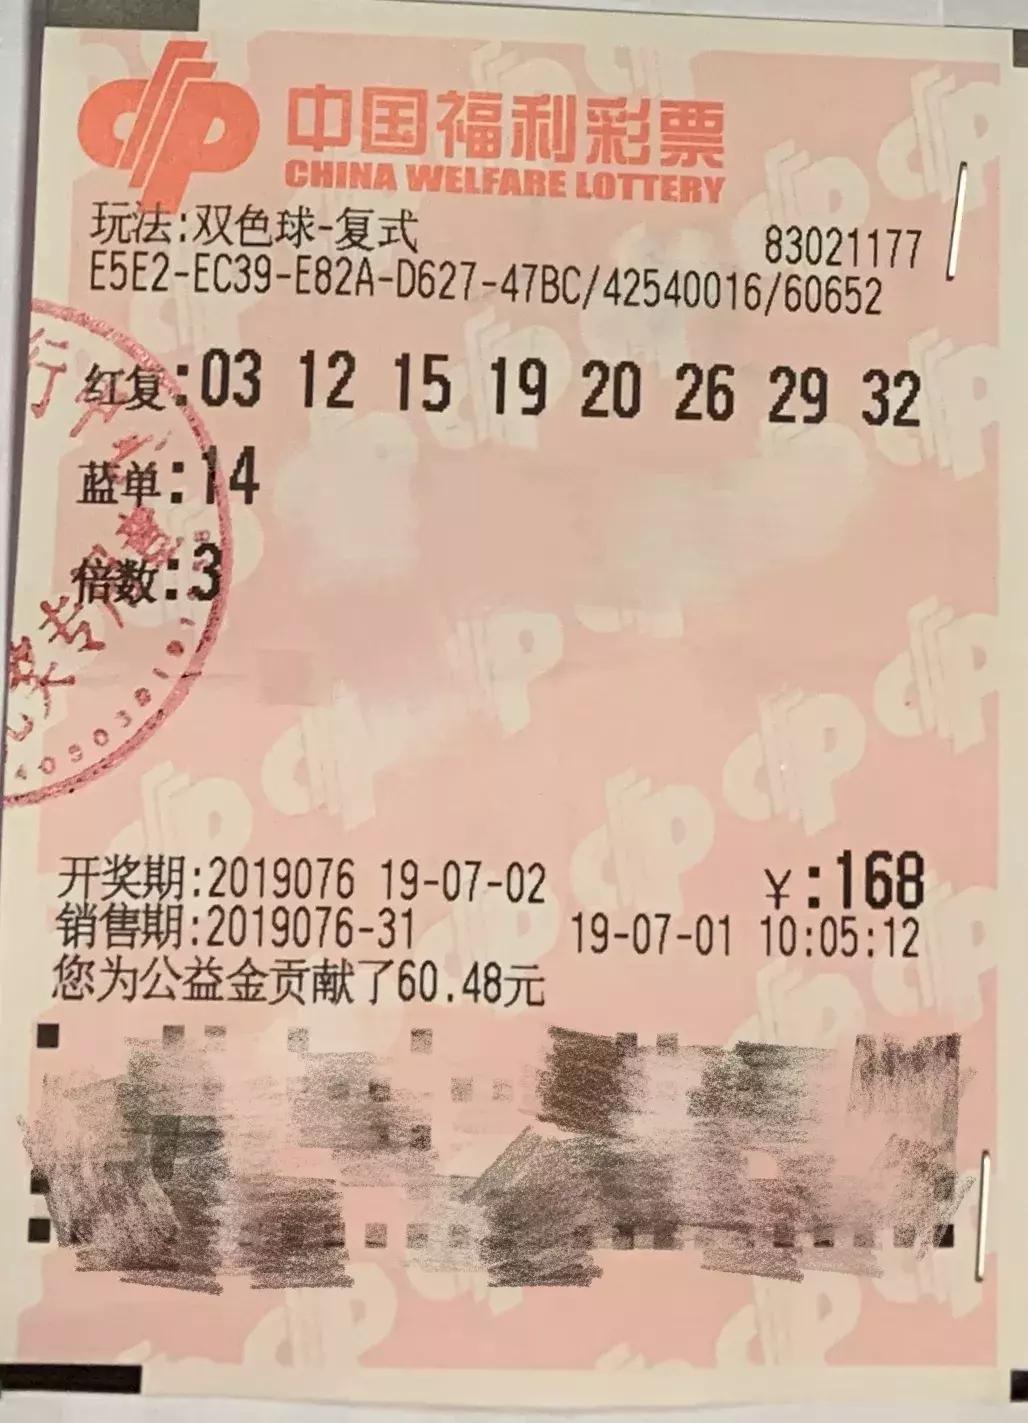 中国福利彩票
CHINA WELFARE LOTTERY
玩法:双色球-复式
83021177
E5E2-EC39-E82A-D627-47BC/42540016/60652
红复:03 12 15 19 20 26 29 32
蓝单:14
倍数:3
开奖期:2019076 19-07-02 ￥:168
销售期:2019076-31 19-07-01 10:05:12
您为公益金贡献了60.48元